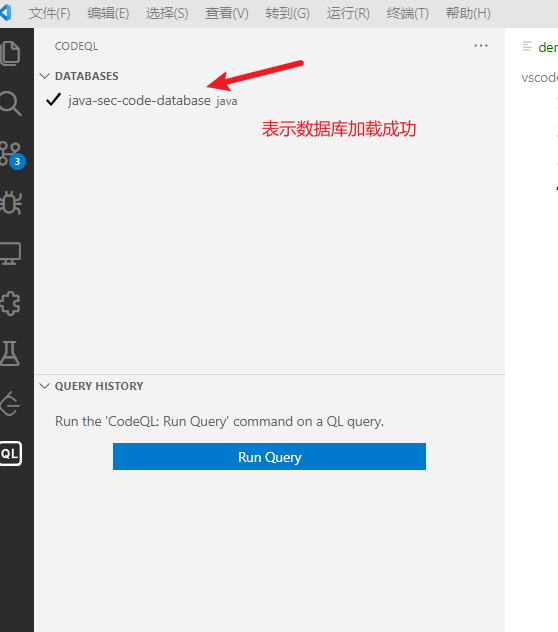 文件(F) 编辑(E) 选择(S) 查看(V) 转到(G) 运行(R) 终端(T) 帮助(H)
CODEQL ...
DATABASES
java-sec-code-database java
表示数据库加载成功
3
QUERY HISTORY
Run the 'CodeQL: Run Query' command on a QL query.
Run Query
QL